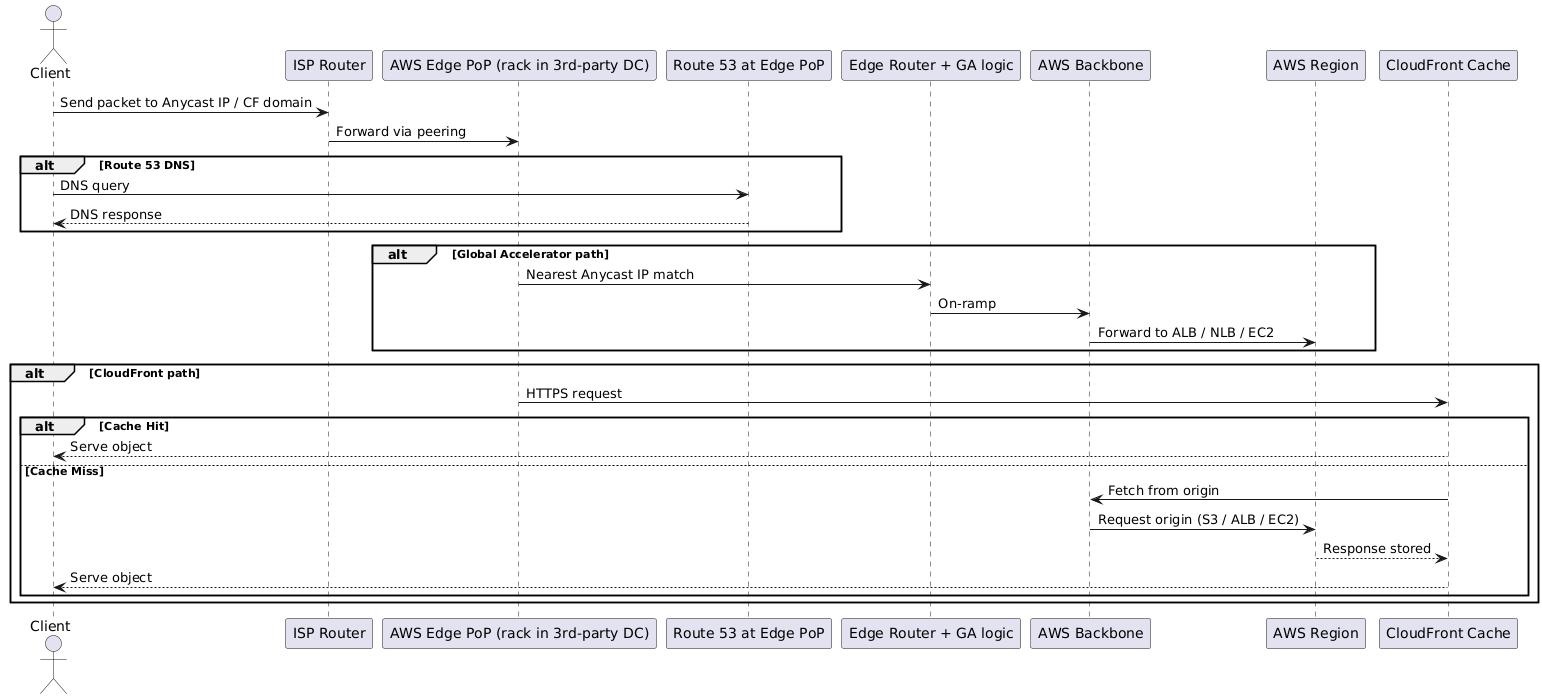 Client
ISP Router
AWS Edge PoP (rack in 3rd-party DC)
Route 53 at Edge PoP
Edge Router + GA logic
AWS Backbone
AWS Region
CloudFront Cache
Send packet to Anycast IP / CF domain
Forward via peering
alt [Route 53 DNS]
DNS query
DNS response
alt [Global Accelerator path]
Nearest Anycast IP match
On-ramp
Forward to ALB / NLB / EC2
alt [CloudFront path]
HTTPS request
alt [Cache Hit]
Serve object
[Cache Miss]
Fetch from origin
Request origin (S3 / ALB / EC2)
Response stored
Serve object
Client
ISP Router
AWS Edge PoP (rack in 3rd-party DC)
Route 53 at Edge PoP
Edge Router + GA logic
AWS Backbone
AWS Region
CloudFront Cache